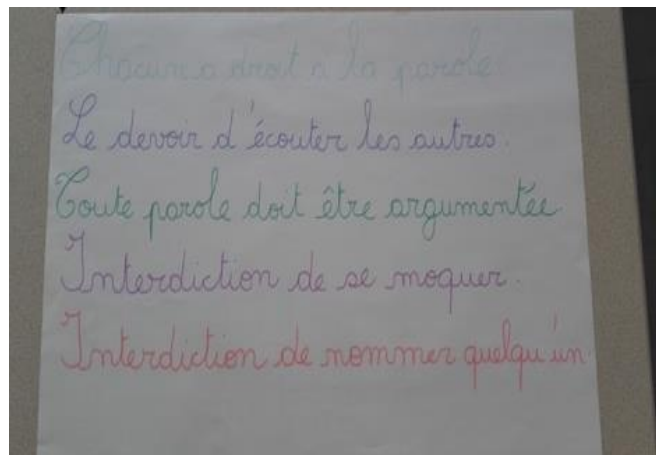 Chacun a droit à la parole
Le devoir d'écouter les autres.
Toute parole doit être argumentée
Interdiction de se moquer.
Interdiction de nommer quelqu'un